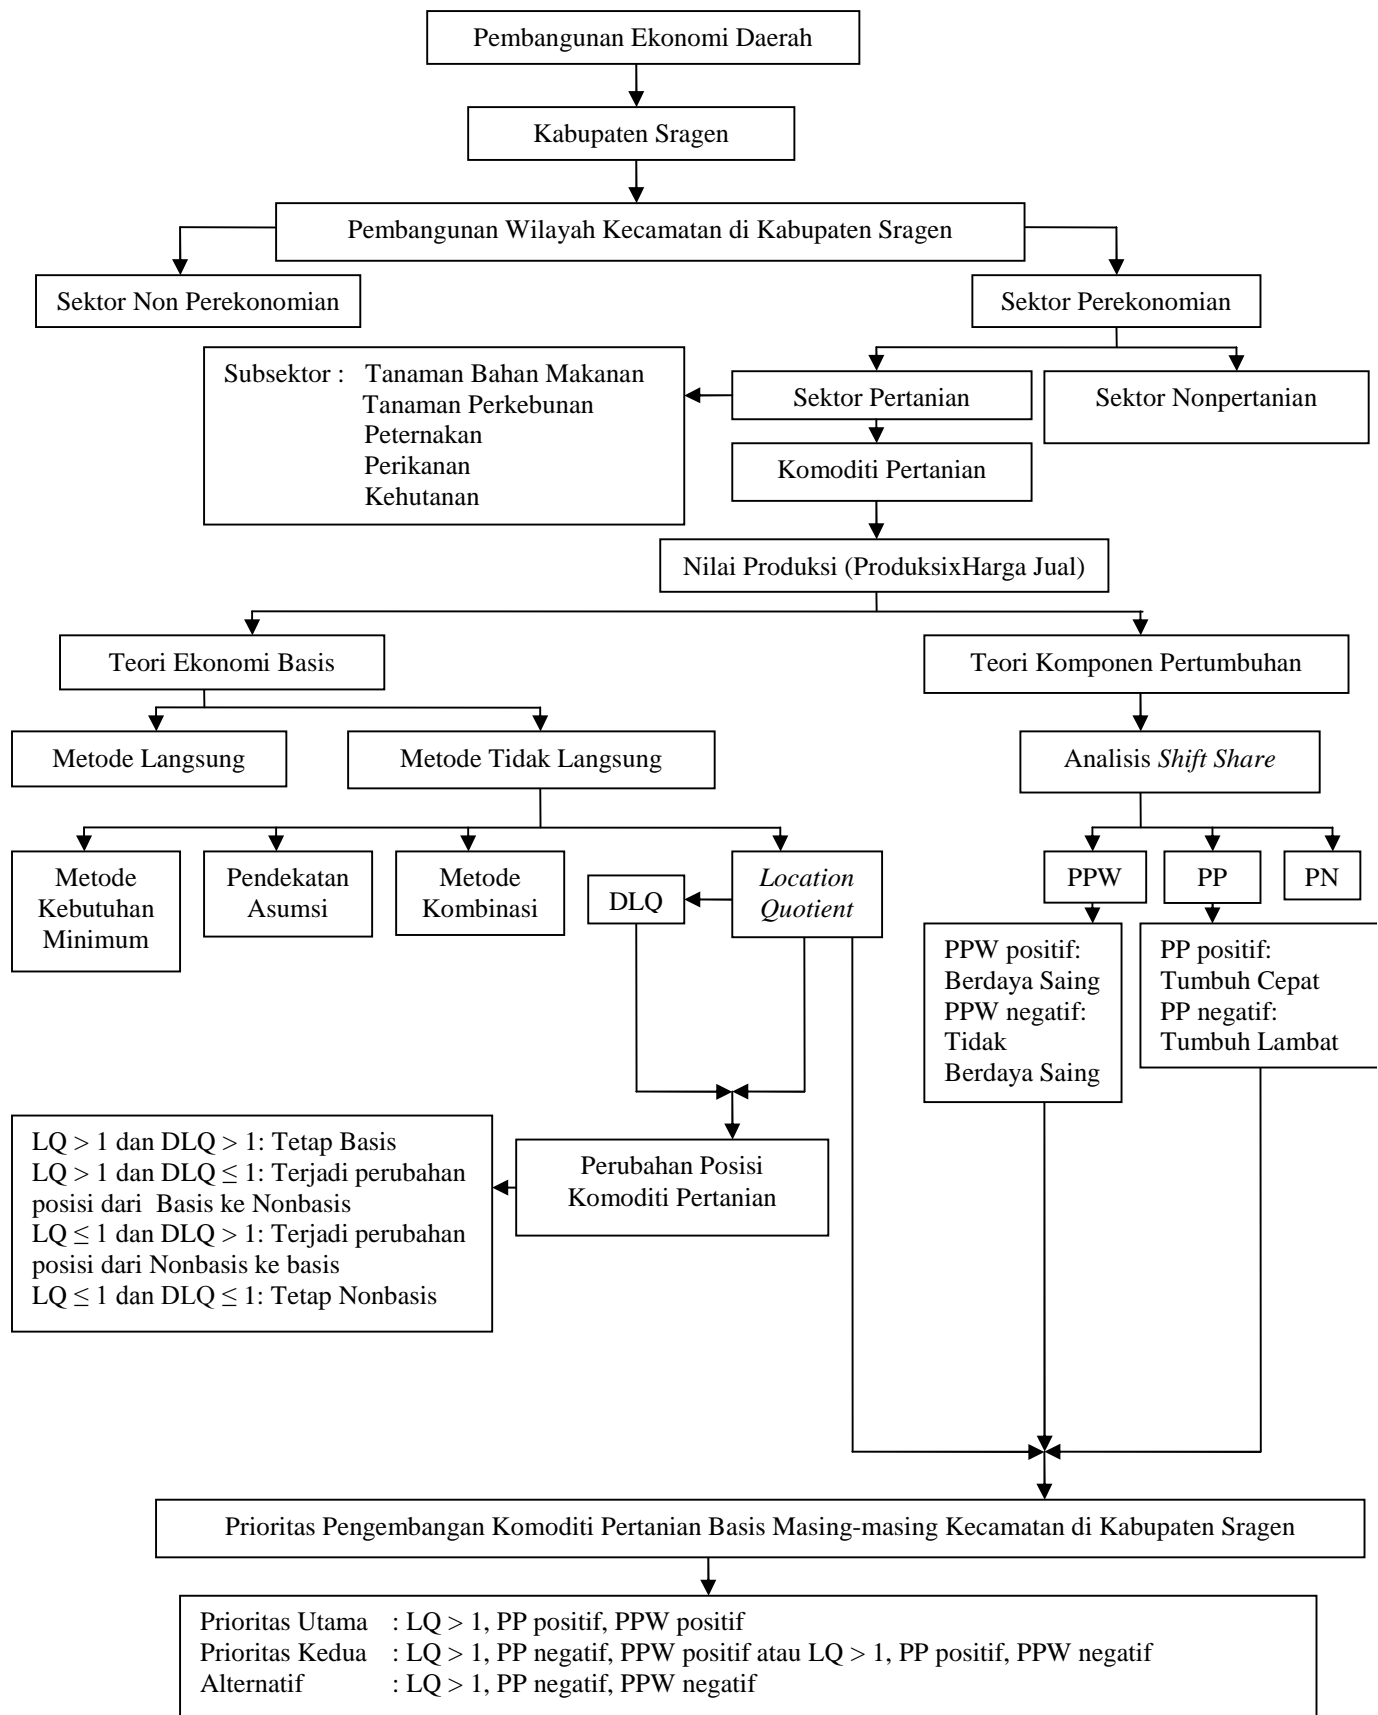 Pembangunan Ekonomi Daerah
Kabupaten Sragen
Pembangunan Wilayah Kecamatan di Kabupaten Sragen
Sektor Non Perekonomian
Sektor Perekonomian
Subsektor : Tanaman Bahan Makanan
Tanaman Perkebunan
Peternakan
Perikanan
Kehutanan
Sektor Pertanian
Sektor Nonpertanian
Komoditi Pertanian
Nilai Produksi (ProduksixHarga Jual)
Teori Ekonomi Basis
Teori Komponen Pertumbuhan
Metode Langsung
Metode Tidak Langsung
Analisis Shift Share
Metode
Kebutuhan
Minimum
Pendekatan
Asumsi
Metode
Kombinasi
DLQ
Location
Quotient
PPW
PP
PN
PPW positif:
Berdaya Saing
PPW negatif:
Tidak
Berdaya Saing
PP positif:
Tumbuh Cepat
PP negatif:
Tumbuh Lambat
LQ > 1 dan DLQ > 1: Tetap Basis
LQ > 1 dan DLQ ≤ 1: Terjadi perubahan
posisi dari Basis ke Nonbasis
LQ ≤ 1 dan DLQ > 1: Terjadi perubahan
posisi dari Nonbasis ke basis
LQ ≤ 1 dan DLQ ≤ 1: Tetap Nonbasis
Perubahan Posisi
Komoditi Pertanian
Prioritas Pengembangan Komoditi Pertanian Basis Masing-masing Kecamatan di Kabupaten Sragen
Prioritas Utama : LQ > 1, PP positif, PPW positif
Prioritas Kedua : LQ > 1, PP negatif, PPW positif atau LQ > 1, PP positif, PPW negatif
Alternatif : LQ > 1, PP negatif, PPW negatif